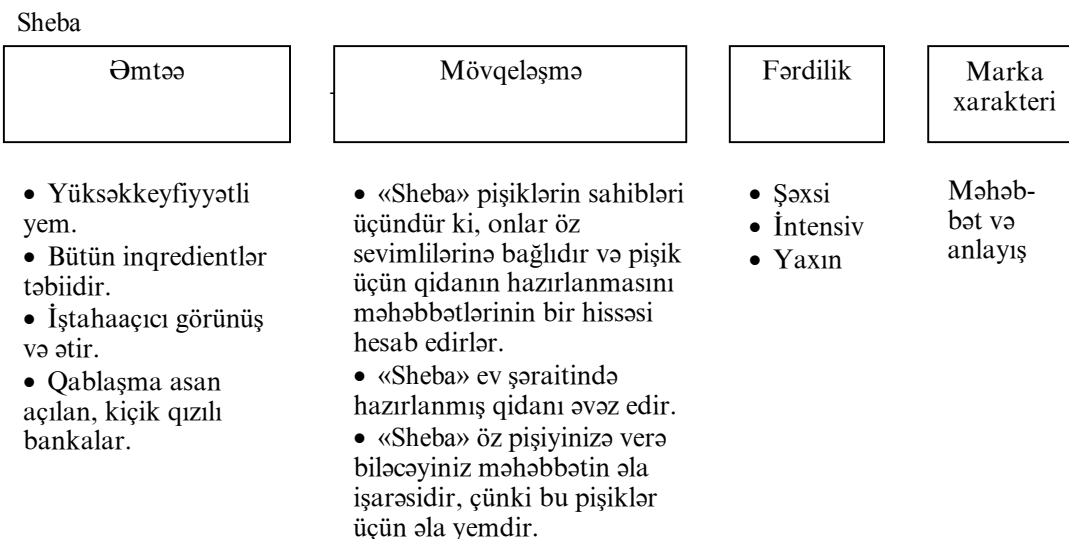 Sheba
Əmtəə
Mövqeləşmə
Fərdilik
Marka
xarakteri
• Yüksəkkeyfiyyətli
yem.
• Bütün inqredientlər
təbiidir.
• İştahaaçıcı görünüş
və ətir.
• Qablaşma asan
açılan, kiçik qızılı
bankalar.
• «Sheba» pişiklərin sahibləri
üçündür ki, onlar öz
sevimlilərinə bağlıdır və pişik
üçün qidanın hazırlanmasını
məhəbbətlərinin bir hissəsi
hesab edirlər.
• «Sheba» ev şəraitində
hazırlanmış qidanı əvəz edir.
• «Sheba» öz pişiyinizə verə
biləcəyiniz məhəbbətin əla
işarəsidir, çünki bu pişiklər
üçün əla yemdir.
• Şəxsi
• İntensiv
• Yaxın
Məhəb-
bət və
anlayış